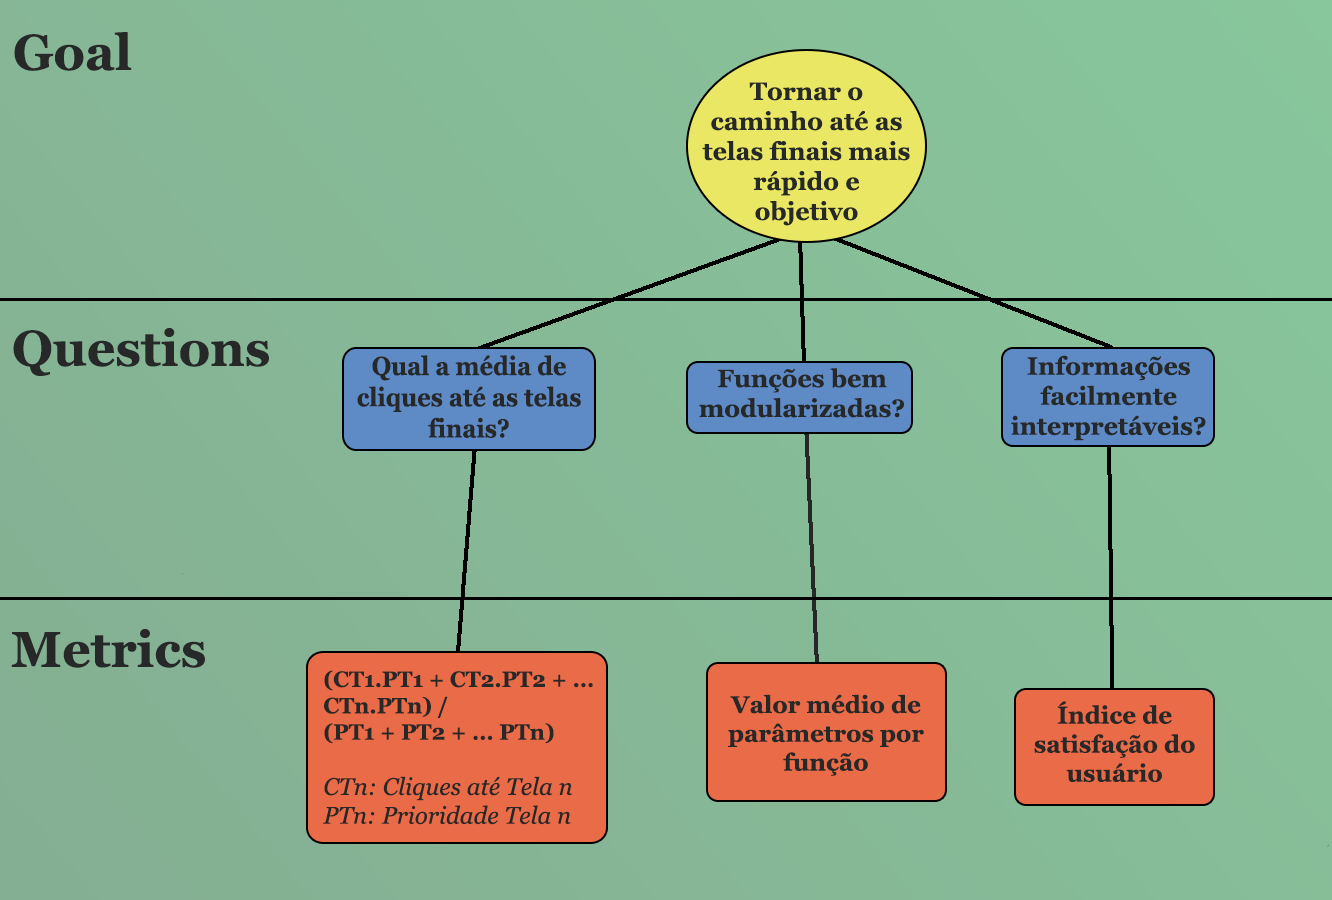 Goal
Tornar o
caminho até as
telas finais mais
rápido e
objetivo
Questions
Qual a média de
cliques até as telas
finais?
Funções bem
modularizadas?
Informações
facilmente
interpretáveis?
Metrics
(CT1.PT1 + CT2.PT2 + ...
CTn.PTn) /
(PT1 + PT2 + ... PTn)
CTn: Cliques até Tela n
PTn: Prioridade Tela n
Valor médio de
parâmetros por
função
Índice de
satisfação do
usuário